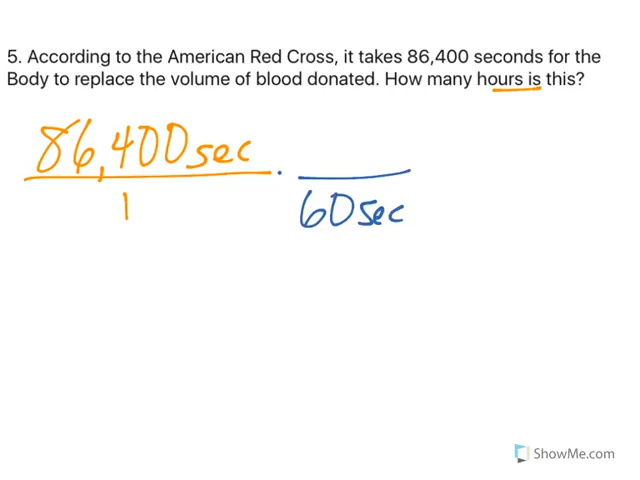 5. According to the American Red Cross, it takes 86,400 seconds for the
Body to replace the volume of blood donated. How many hours is this?
86,400 sec
1
·
60 sec
ShowMe.com